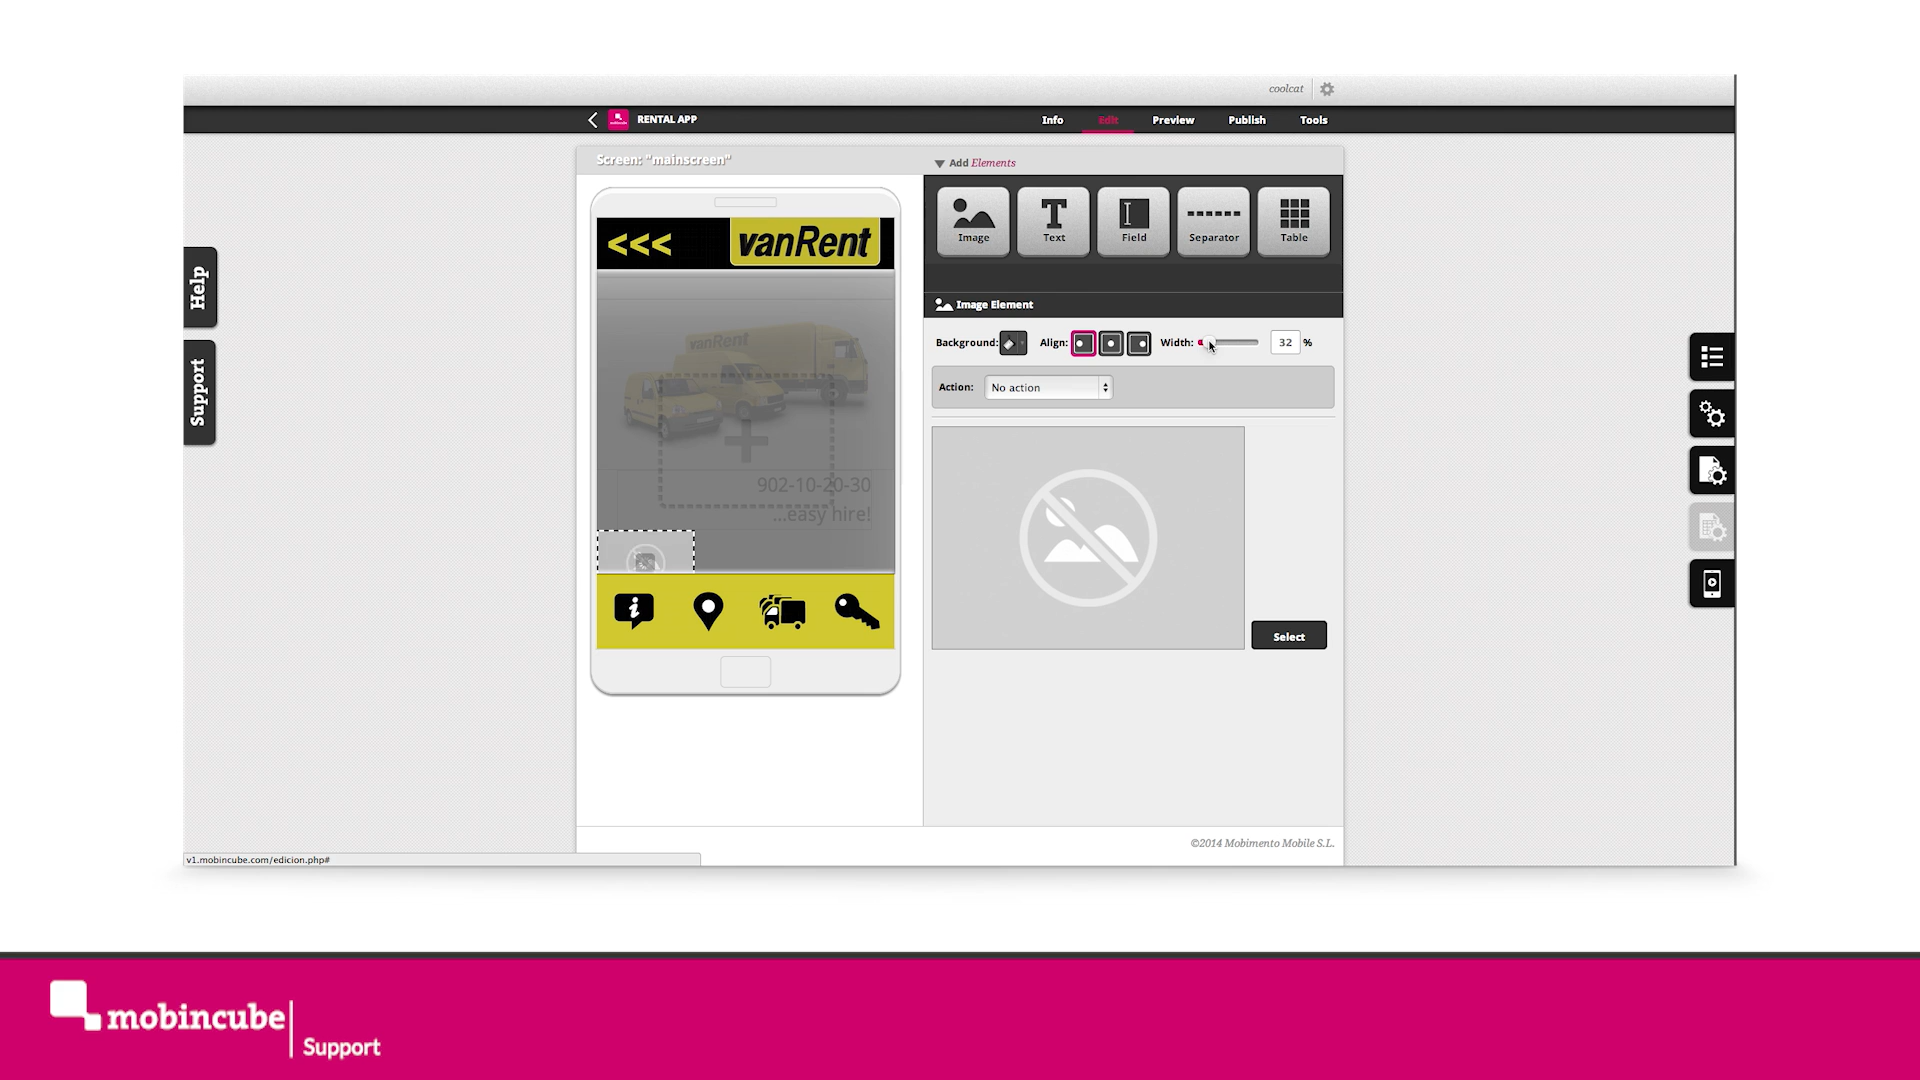 coolcat
RENTAL APP
Info
Edit
Preview
Publish
Tools
Screen: "mainscreen"
Add Elements
<<<
vanRent
Image
Text
Field
Separator
Table
Image Element
Background:
Align:
Width:
32
%
Action:
No action
vanRent
902-10-20-30
...easy hire!
Select
Help
Support
©2014 Mobimento Mobile S.L.
v1.mobincube.com/edicion.php#
mobincube
Support